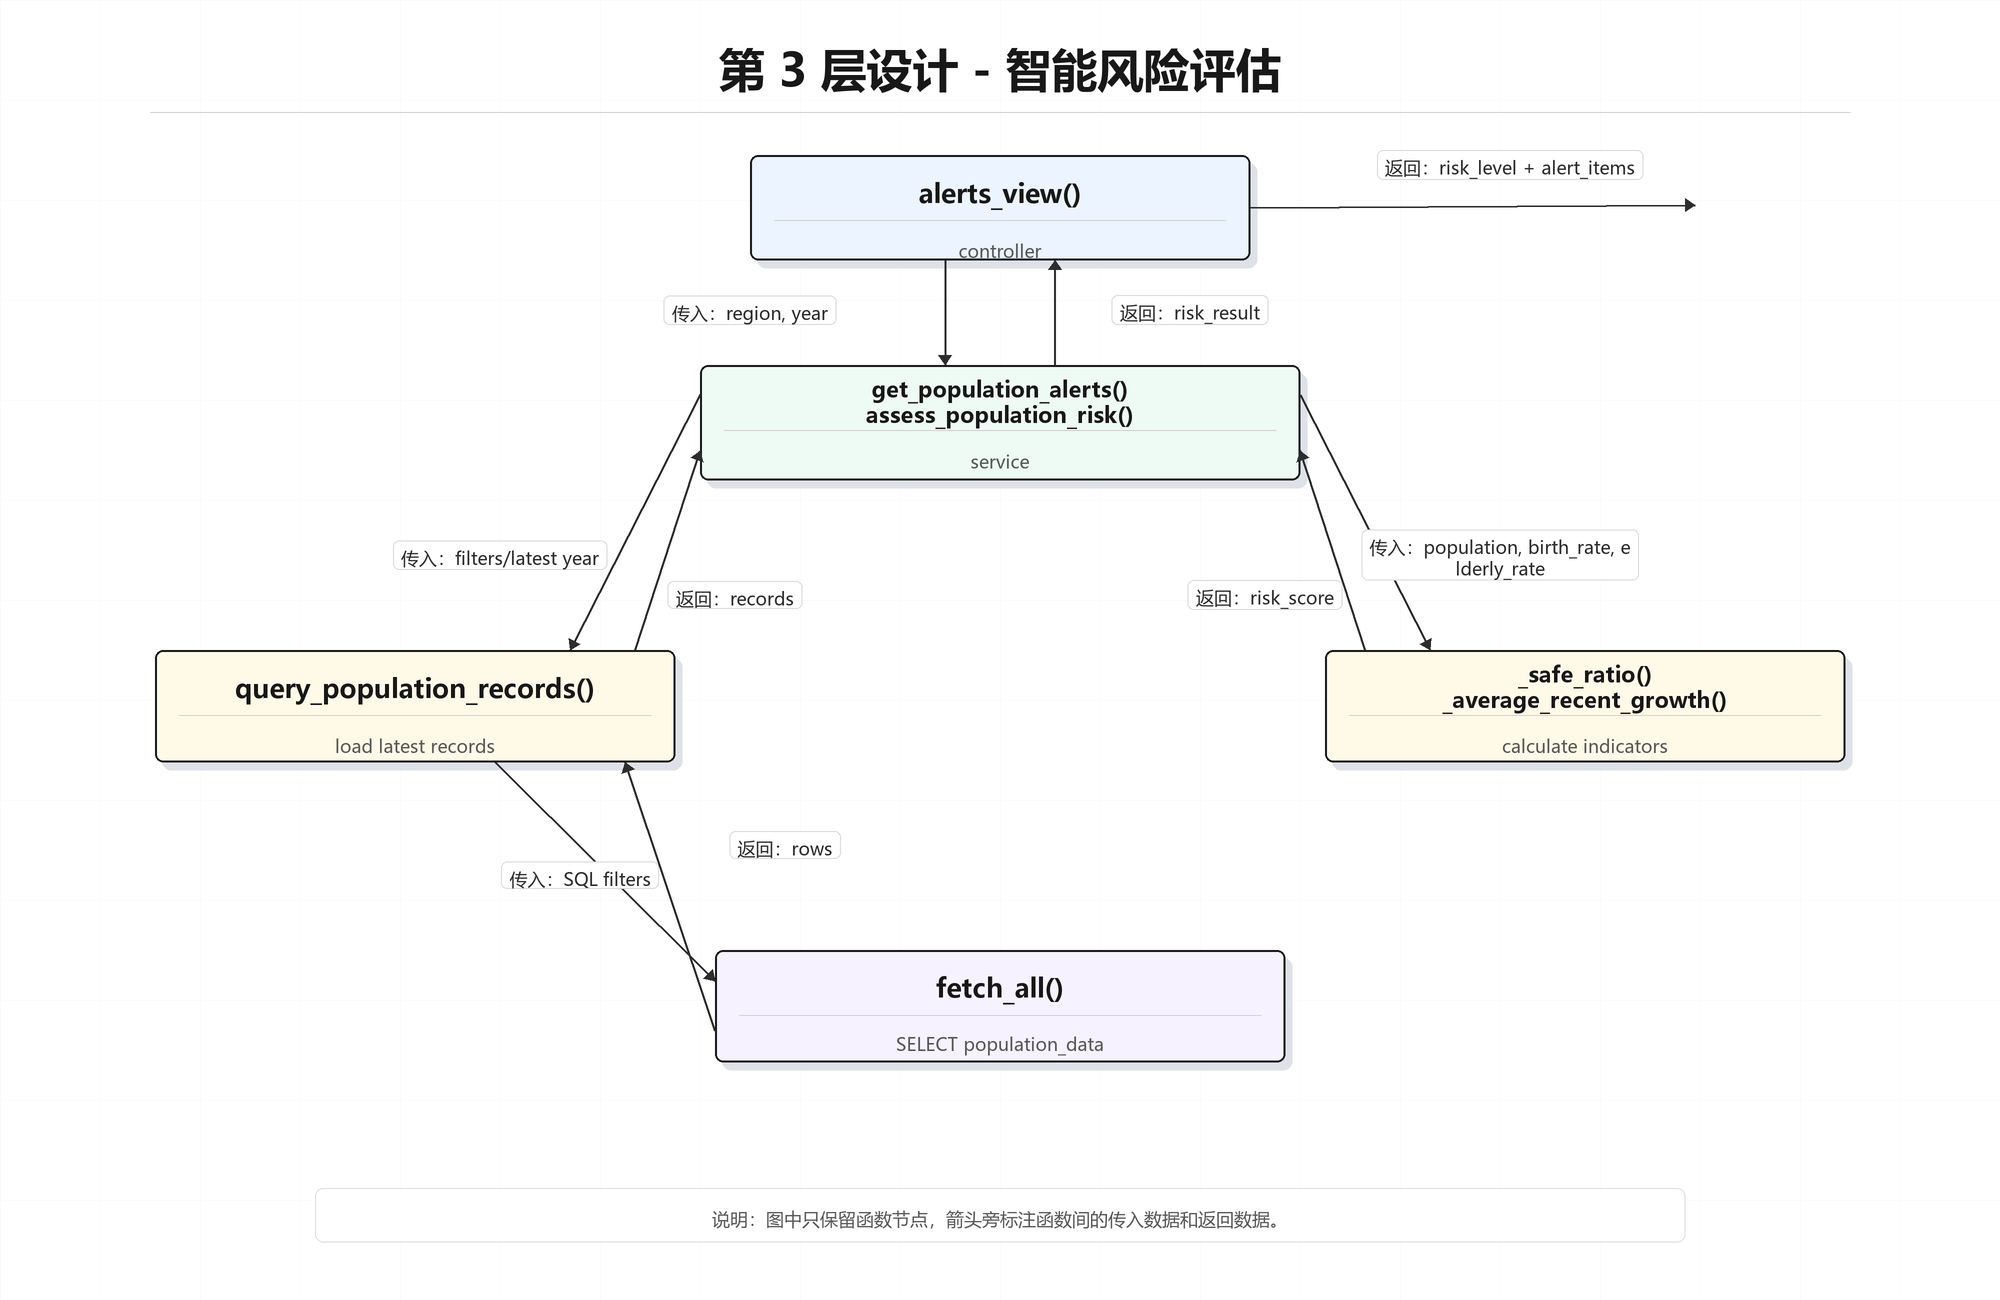 第 3 层设计 - 智能风险评估
返回：risk_level + alert_items
alerts_view()
controller
传入：region, year
返回：risk_result
get_population_alerts()
assess_population_risk()
service
传入：filters/latest year
返回：records
返回：risk_score
传入：population, birth_rate, e
lderly_rate
query_population_records()
load latest records
_safe_ratio()
_average_recent_growth()
calculate indicators
返回：rows
传入：SQL filters
fetch_all()
SELECT population_data
说明：图中只保留函数节点，箭头旁标注函数间的传入数据和返回数据。